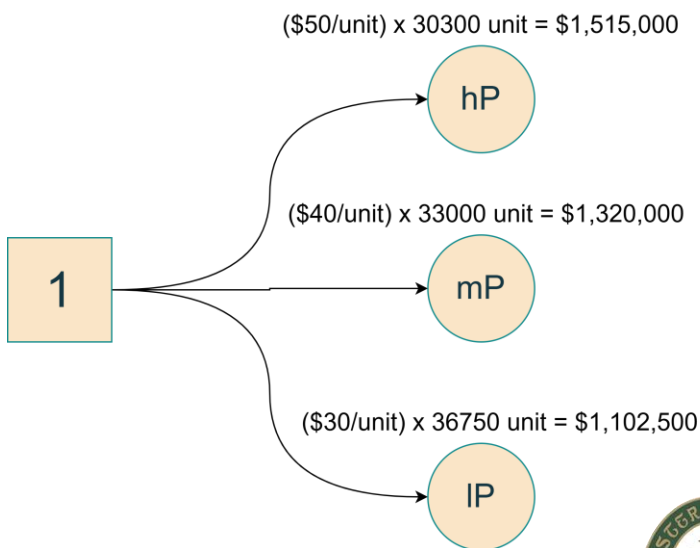 ($50/unit) x 30300 unit = $1,515,000
hP
($40/unit) x 33000 unit = $1,320,000
1
mP
($30/unit) x 36750 unit = $1,102,500
lP